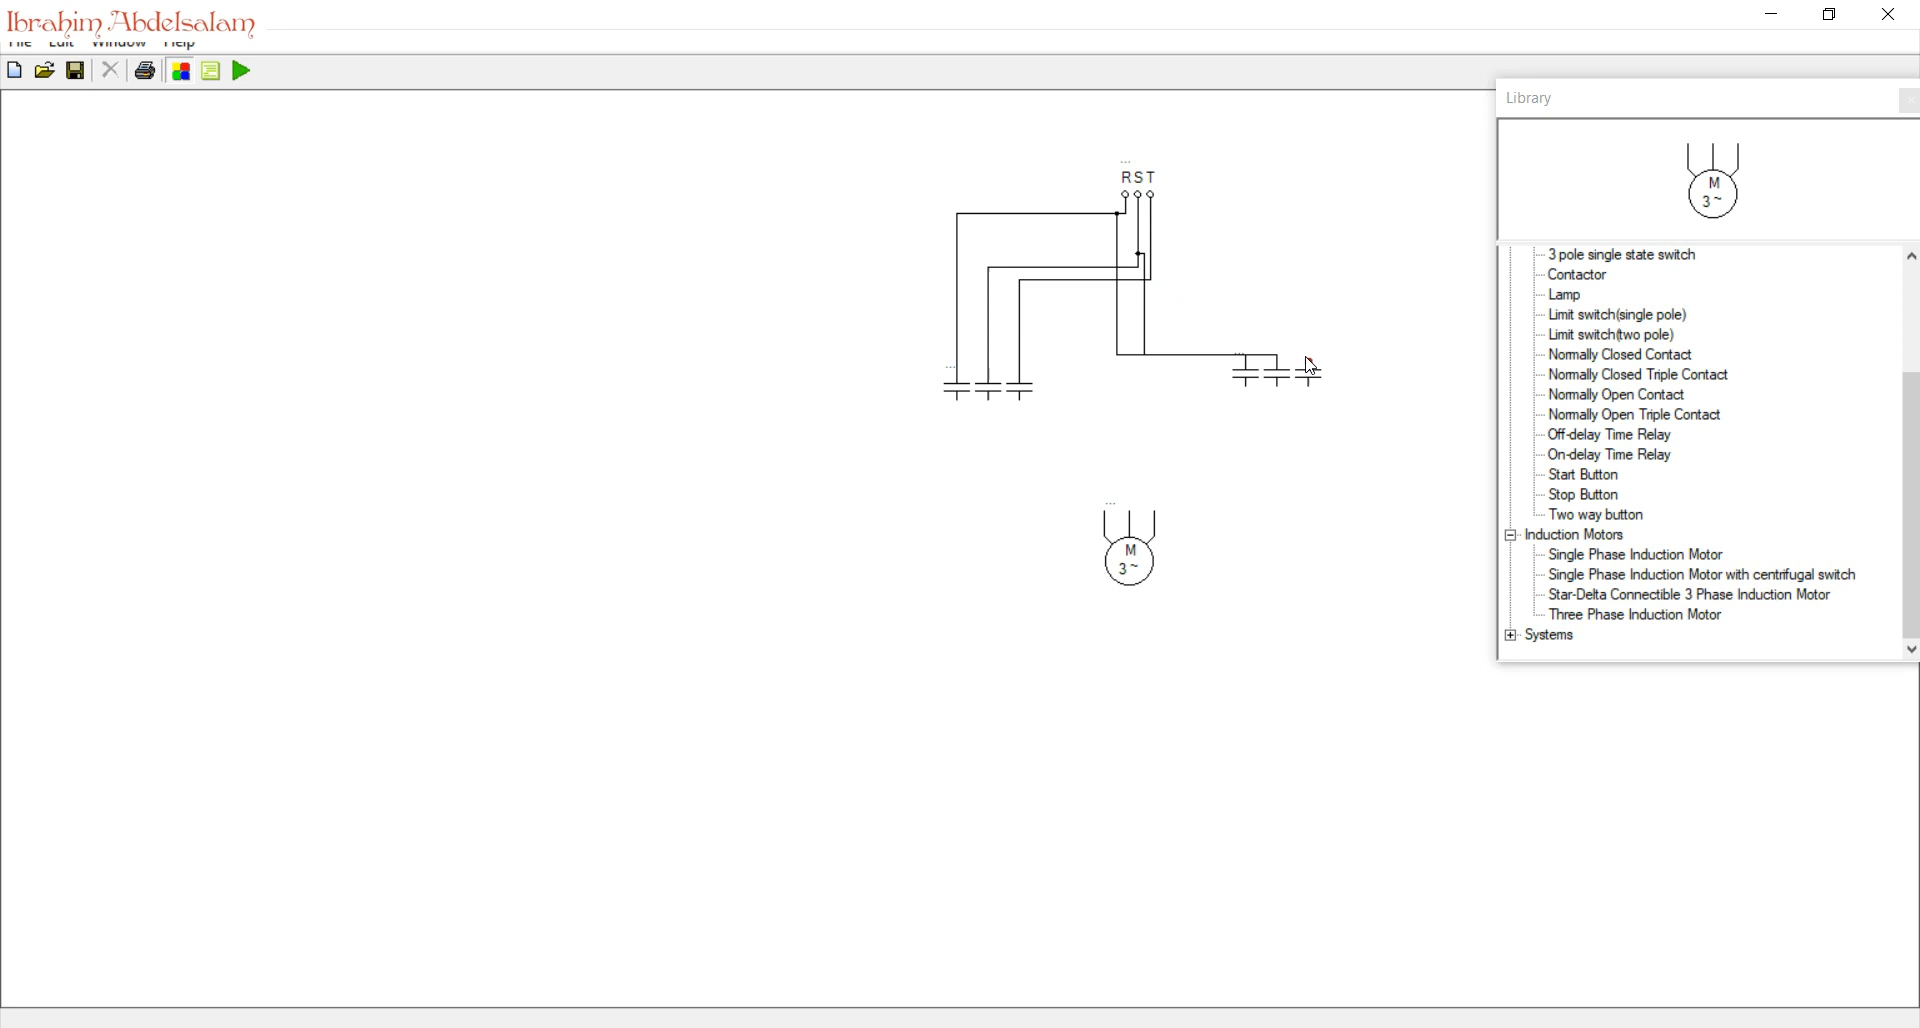 Ibrahim Abdelsalam
File Edit Window Help
Library
M
3 ~
3 pole single state switch
Contactor
Lamp
Limit switch(single pole)
Limit switch(two pole)
Normally Closed Contact
Normally Closed Triple Contact
Normally Open Contact
Normally Open Triple Contact
Off-delay Time Relay
On-delay Time Relay
Start Button
Stop Button
Two way button
Induction Motors
Single Phase Induction Motor
Single Phase Induction Motor with centrifugal switch
Star-Delta Connectible 3 Phase Induction Motor
Three Phase Induction Motor
Systems
...
R S T
...
...
...
M
3 ~